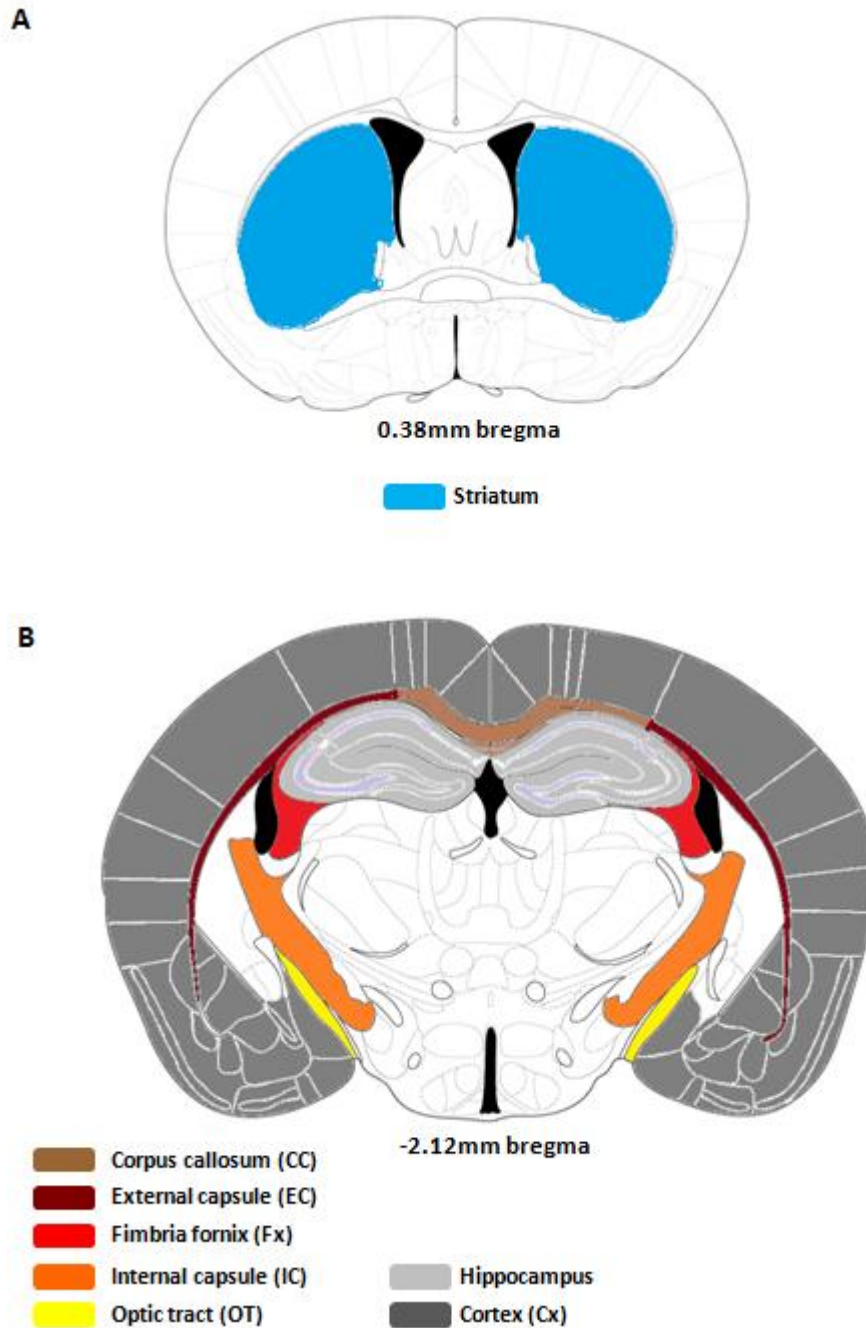 A
0.38mm bregma
Striatum
B
-2.12mm bregma
Corpus callosum (CC)
External capsule (EC)
Fimbria fornix (Fx)
Internal capsule (IC)
Hippocampus
Optic tract (OT)
Cortex (Cx)